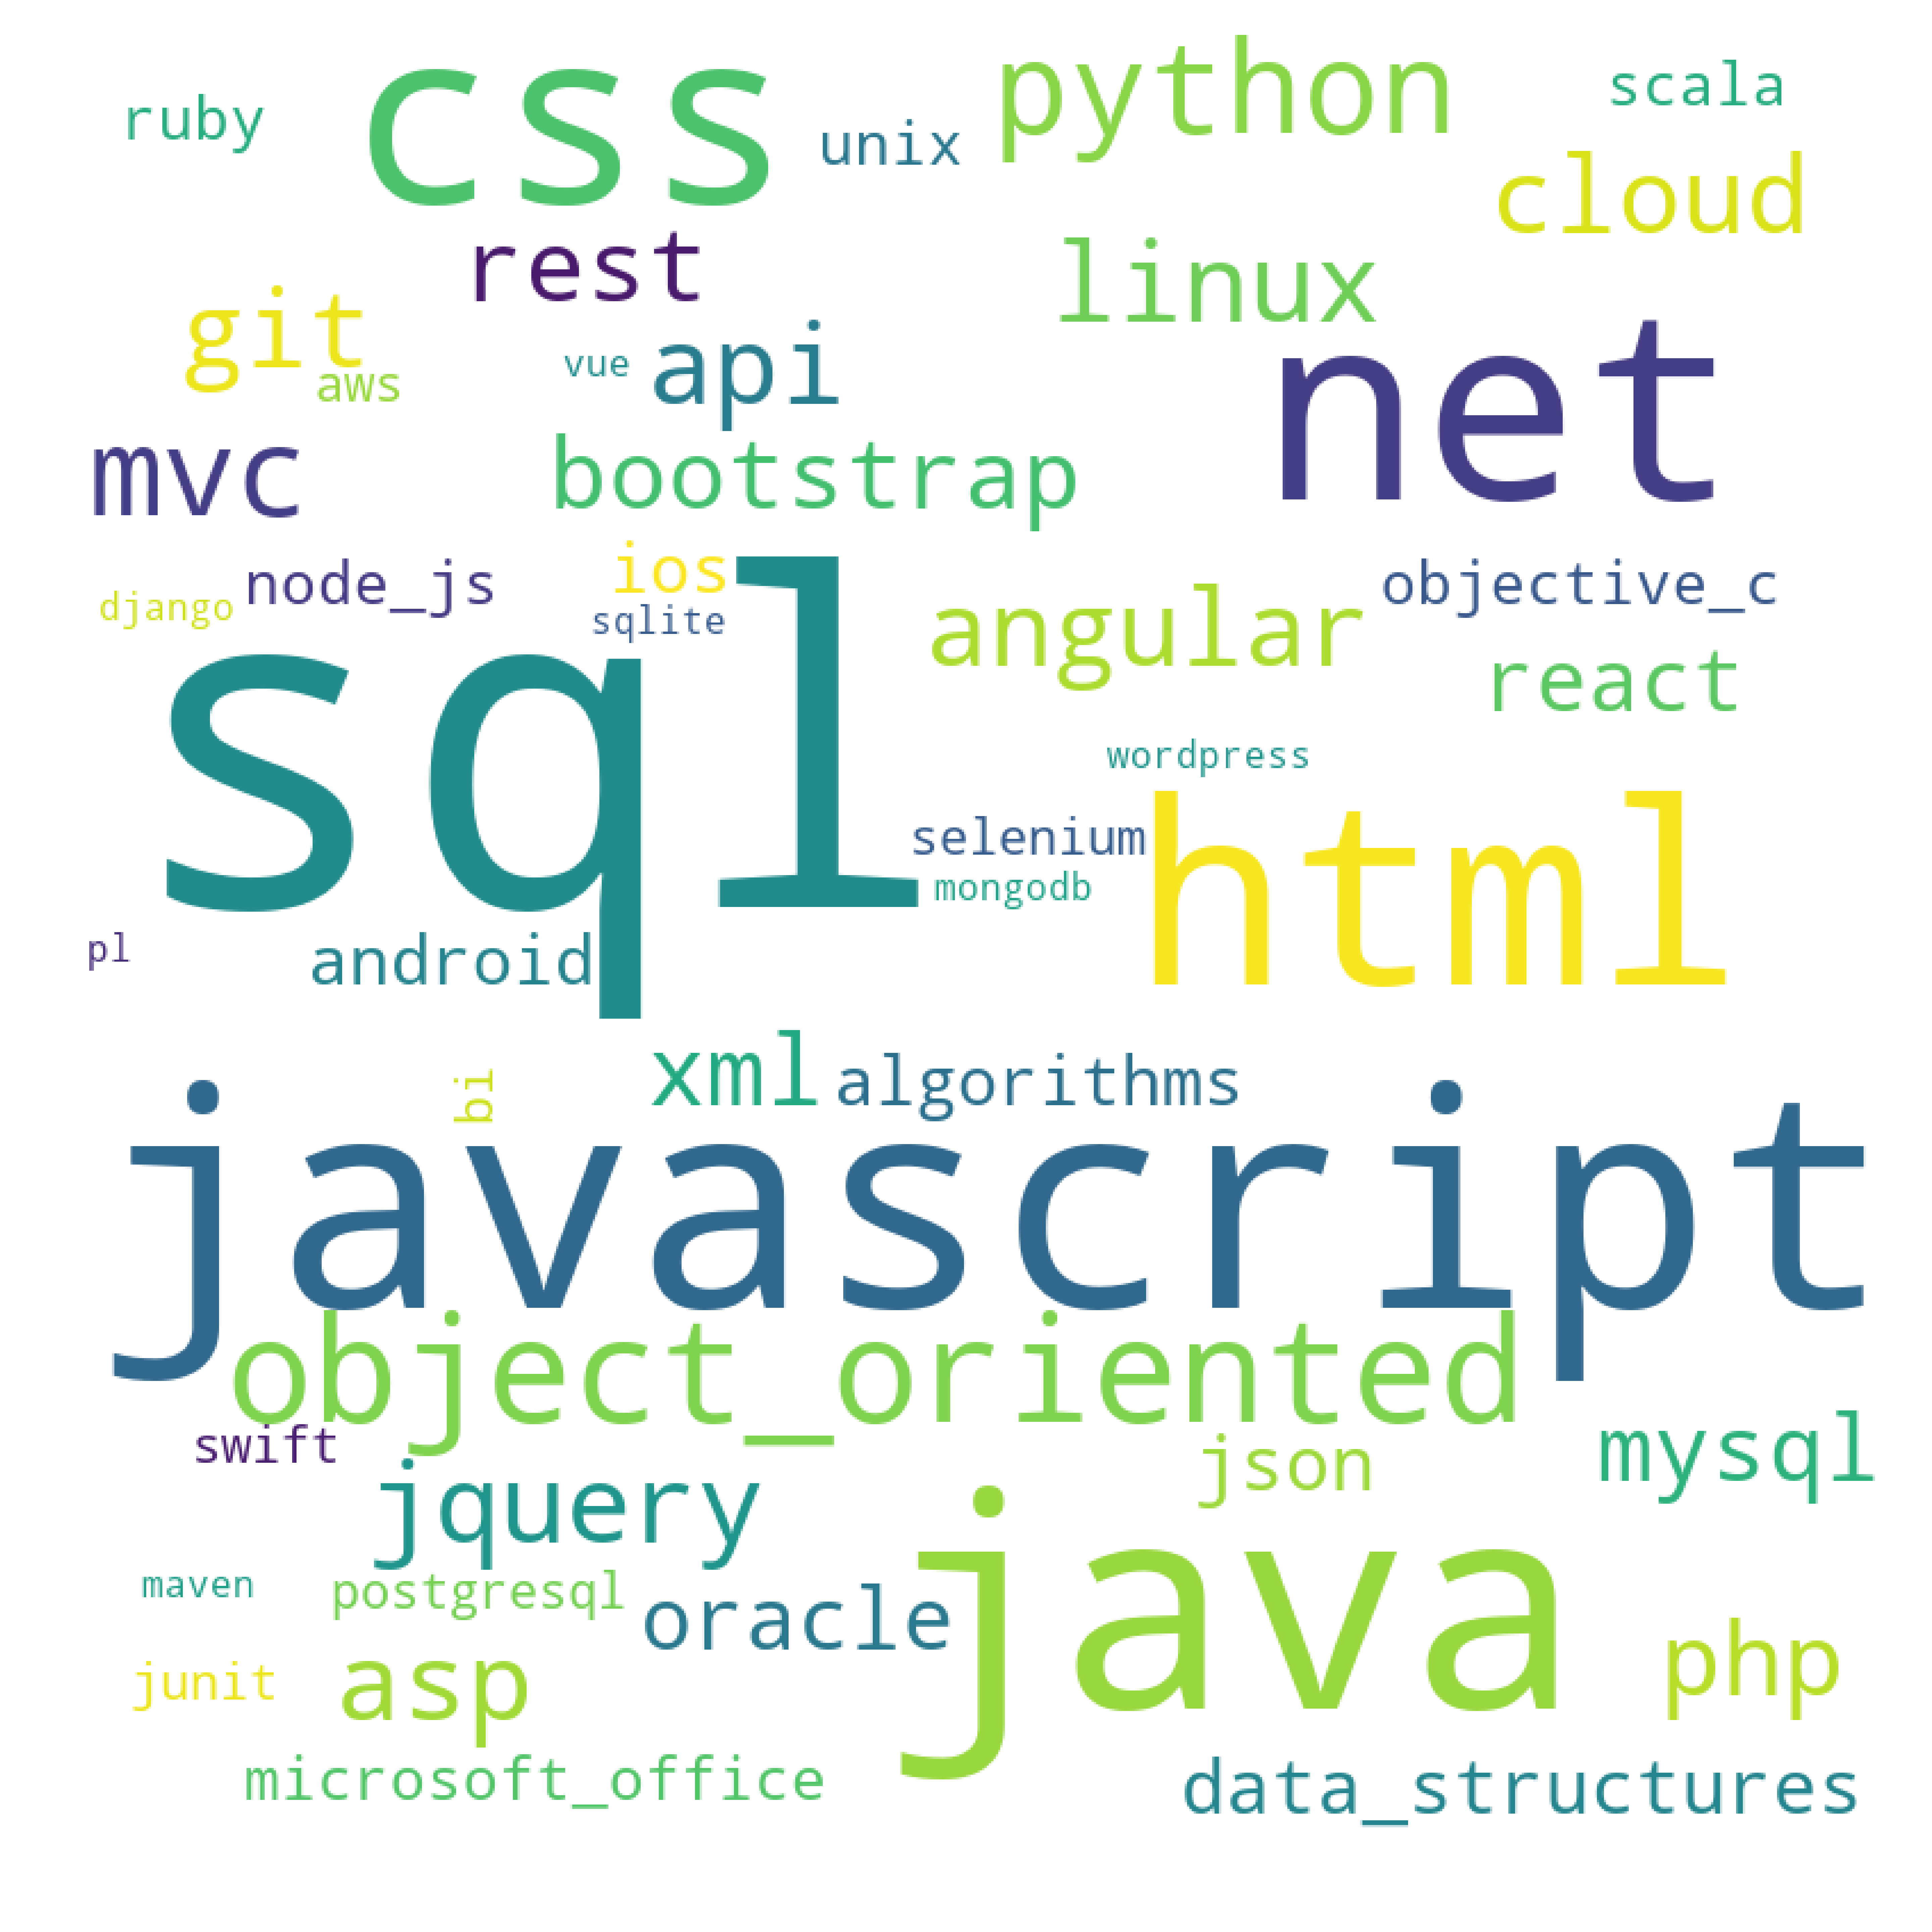 css
python
scala
ruby
unix
cloud
rest
linux
git
aws
vue
api
net
mvc
bootstrap
ios
node_js
objective_c
django
sqlite
angular
react
sql
wordpress
selenium
html
mongodb
pl
android
xml
algorithms
bi
javascript
object_oriented
swift
json
mysql
jquery
java
maven
postgresql
oracle
php
junit
asp
microsoft_office
data_structures